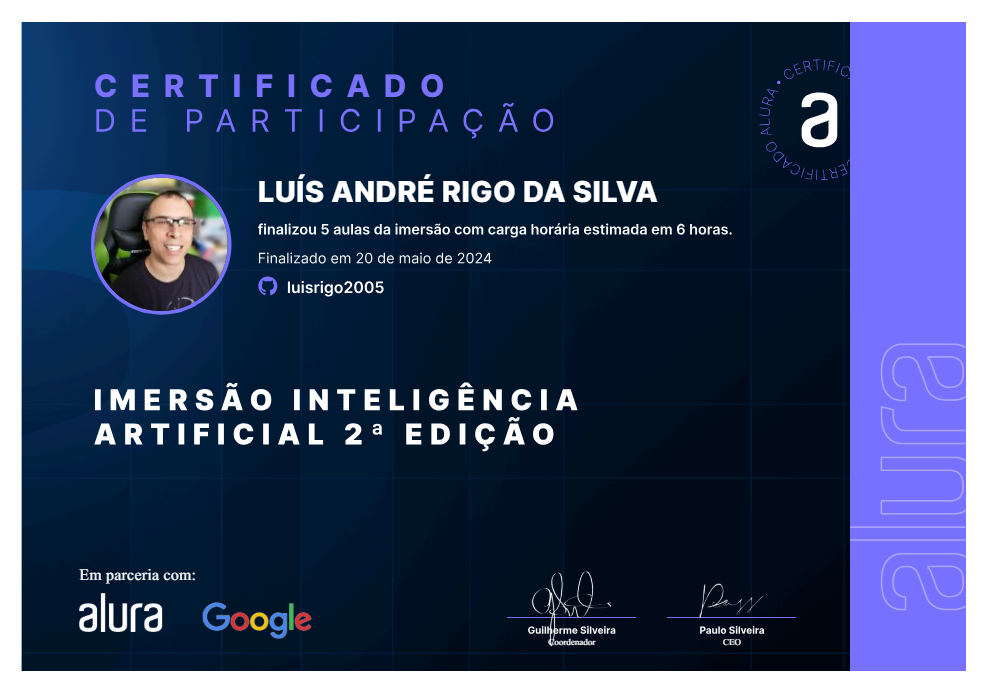 CERTIFICADO
DE PARTICIPAÇÃO
ALURA • CERTIFIC
CERTIFICADO
a
LUÍS ANDRÉ RIGO DA SILVA
finalizou 5 aulas da imersão com carga horária estimada em 6 horas.
Finalizado em 20 de maio de 2024
luisrigo2005
IMERSÃO INTELIGÊNCIA
ARTIFICIAL 2ª EDIÇÃO
alura
Em parceria com:
alura Google
Guilherme Silveira
Coordenador
Paulo Silveira
CEO